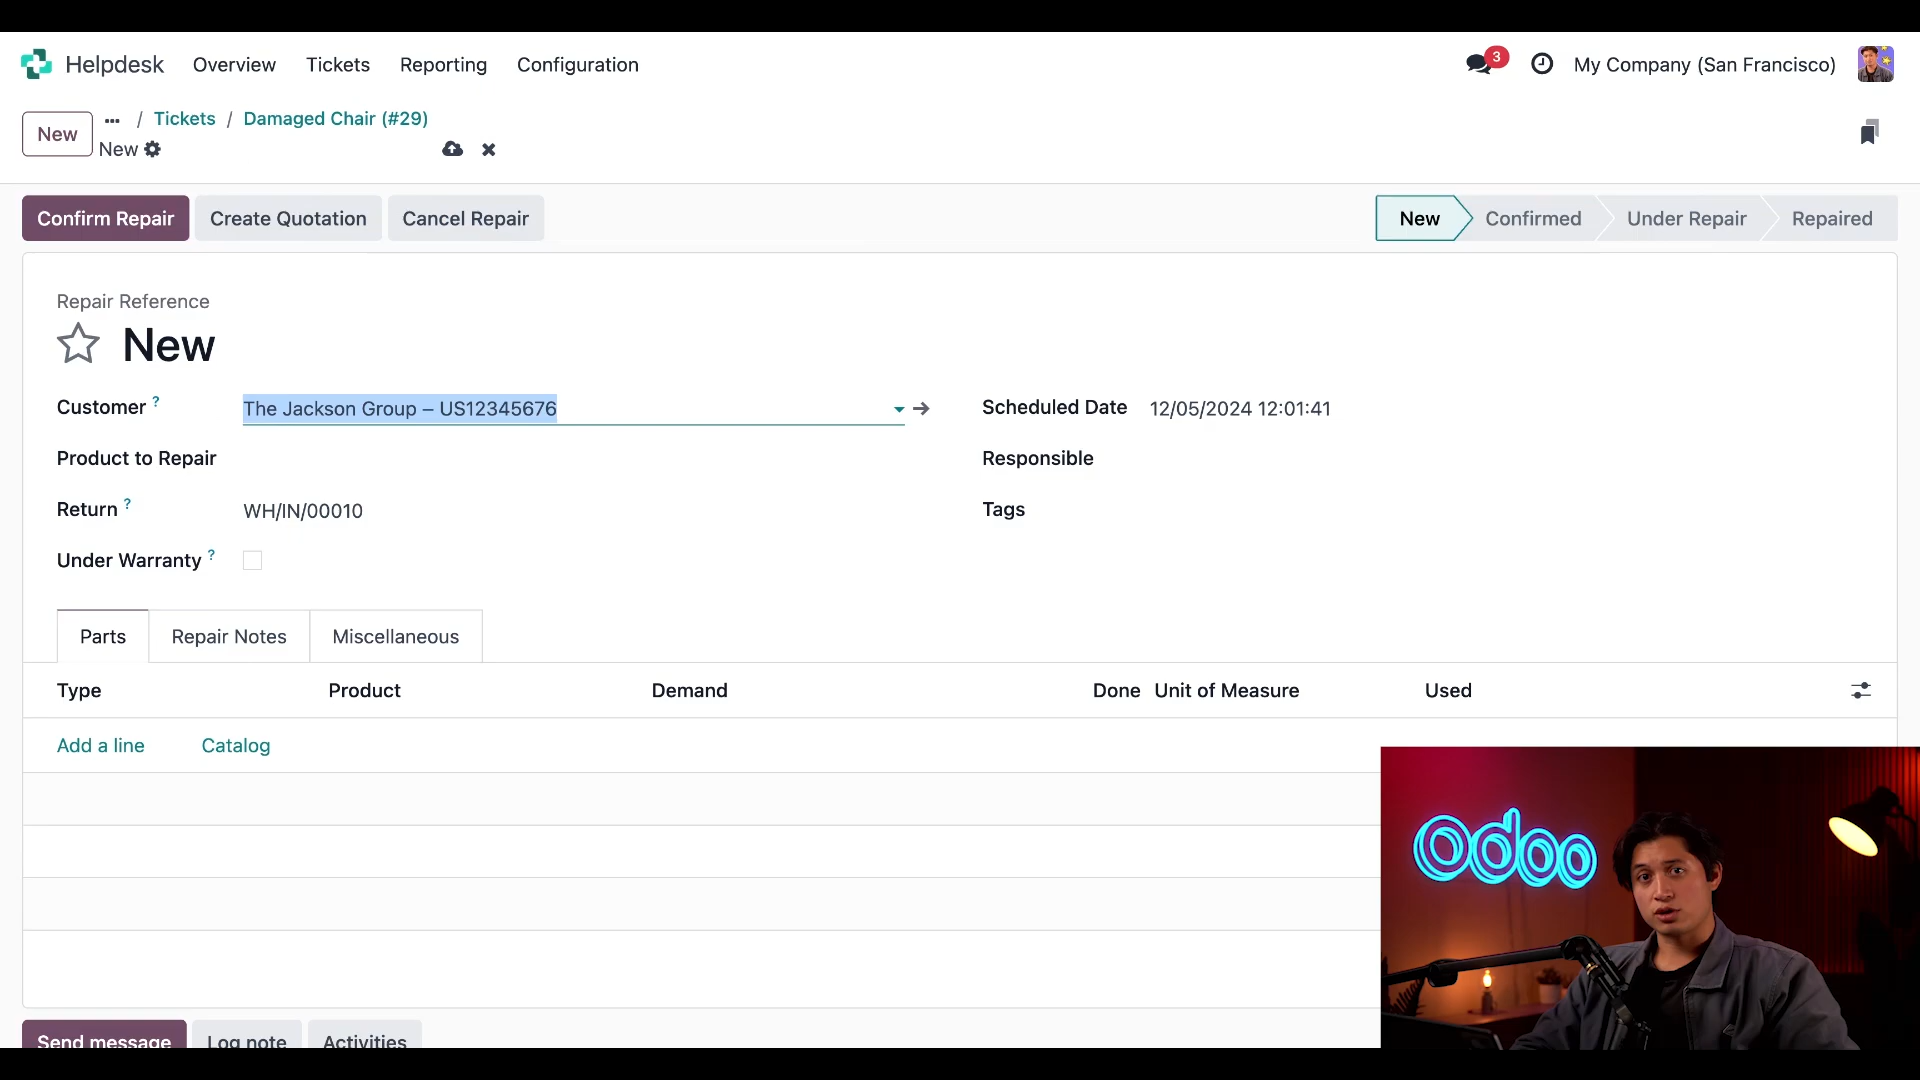 Helpdesk Overview Tickets Reporting Configuration 3 My Company (San Francisco)
New ... / Tickets / Damaged Chair (#29)
New
Confirm Repair Create Quotation Cancel Repair New Confirmed Under Repair Repaired
Repair Reference
New
Customer ? The Jackson Group – US12345676 Scheduled Date 12/05/2024 12:01:41
Product to Repair Responsible
Return ? WH/IN/00010 Tags
Under Warranty ?
Parts Repair Notes Miscellaneous
Type Product Demand Done Unit of Measure Used
Add a line Catalog
odoo
Send message Log note Activities